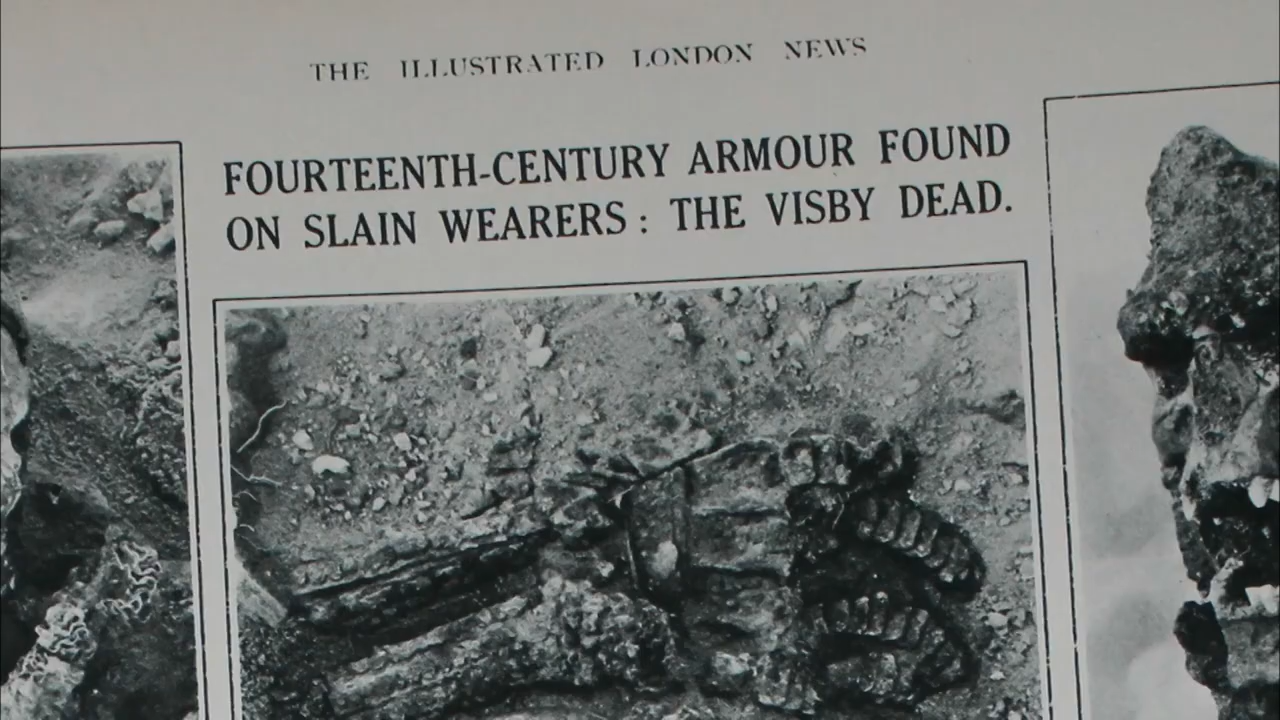 THE ILLUSTRATED LONDON NEWS
FOURTEENTH-CENTURY ARMOUR FOUND
ON SLAIN WEARERS: THE VISBY DEAD.